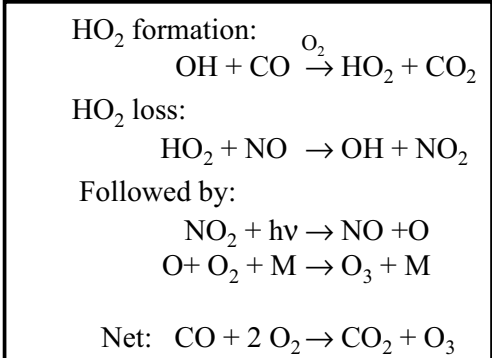 HO₂ formation:
OH + CO →(O₂) HO₂ + CO₂
HO₂ loss:
HO₂ + NO → OH + NO₂
Followed by:
NO₂ + hν → NO +O
O+ O₂ + M → O₃ + M
Net: CO + 2 O₂ → CO₂ + O₃